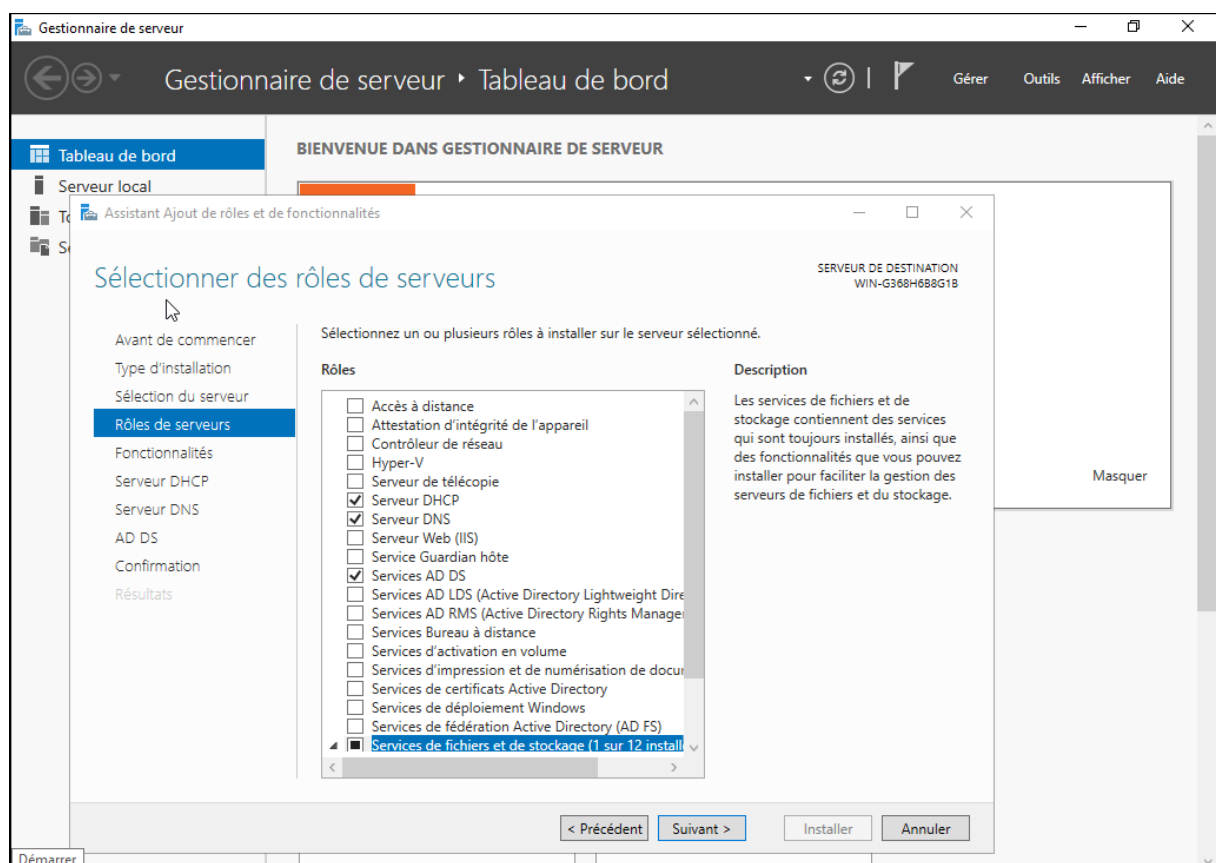 Gestionnaire de serveur
Gestionnaire de serveur ‣ Tableau de bord
Gérer Outils Afficher Aide
Tableau de bord
Serveur local
BIENVENUE DANS GESTIONNAIRE DE SERVEUR
Assistant Ajout de rôles et de fonctionnalités
Sélectionner des rôles de serveurs
SERVEUR DE DESTINATION
WIN-G368H6B8G1B
Avant de commencer
Type d'installation
Sélection du serveur
Rôles de serveurs
Fonctionnalités
Serveur DHCP
Serveur DNS
AD DS
Confirmation
Résultats
Sélectionnez un ou plusieurs rôles à installer sur le serveur sélectionné.
Rôles
Accès à distance
Attestation d'intégrité de l'appareil
Contrôleur de réseau
Hyper-V
Serveur de télécopie
Serveur DHCP
Serveur DNS
Serveur Web (IIS)
Service Guardian hôte
Services AD DS
Services AD LDS (Active Directory Lightweight Dire
Services AD RMS (Active Directory Rights Manage
Services Bureau à distance
Services d'activation en volume
Services d'impression et de numérisation de docu
Services de certificats Active Directory
Services de déploiement Windows
Services de fédération Active Directory (AD FS)
Services de fichiers et de stockage (1 sur 12 install
Description
Les services de fichiers et de
stockage contiennent des services
qui sont toujours installés, ainsi que
des fonctionnalités que vous pouvez
installer pour faciliter la gestion des
serveurs de fichiers et du stockage.
Masquer
< Précédent Suivant > Installer Annuler
Démarrer